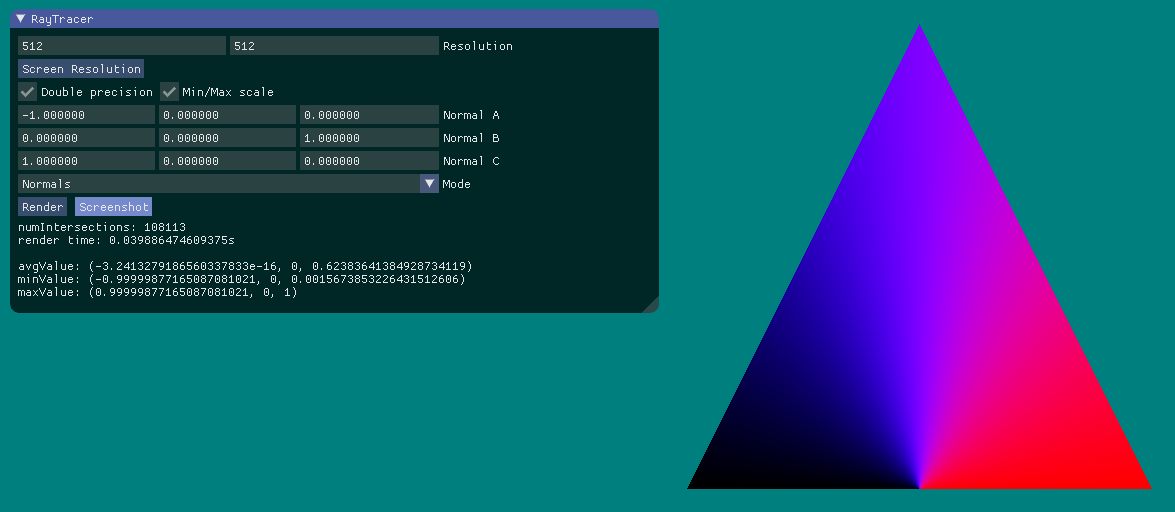 RayTracer
512 512 Resolution
Screen Resolution
Double precision Min/Max scale
-1.000000 0.000000 0.000000 Normal A
0.000000 0.000000 1.000000 Normal B
1.000000 0.000000 0.000000 Normal C
Normals Mode
Render Screenshot
numIntersections: 108113
render time: 0.039886474609375s
avgValue: (-3.2413279186560337833e-16, 0, 0.62383641384928734119)
minValue: (-0.99999877165087081021, 0, 0.0015673853226431512606)
maxValue: (0.99999877165087081021, 0, 1)